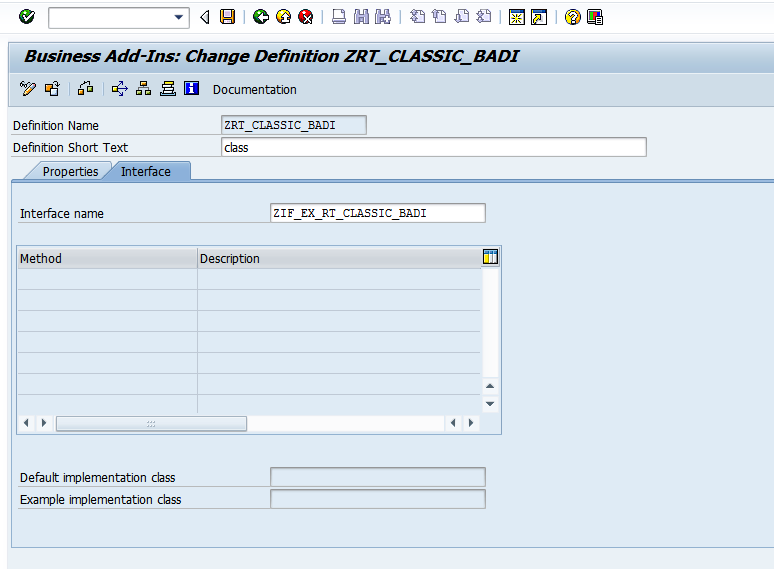 Business Add-Ins: Change Definition ZRT_CLASSIC_BADI
Documentation
Definition Name ZRT_CLASSIC_BADI
Definition Short Text class
Properties Interface
Interface name ZIF_EX_RT_CLASSIC_BADI
Method Description
Default implementation class
Example implementation class